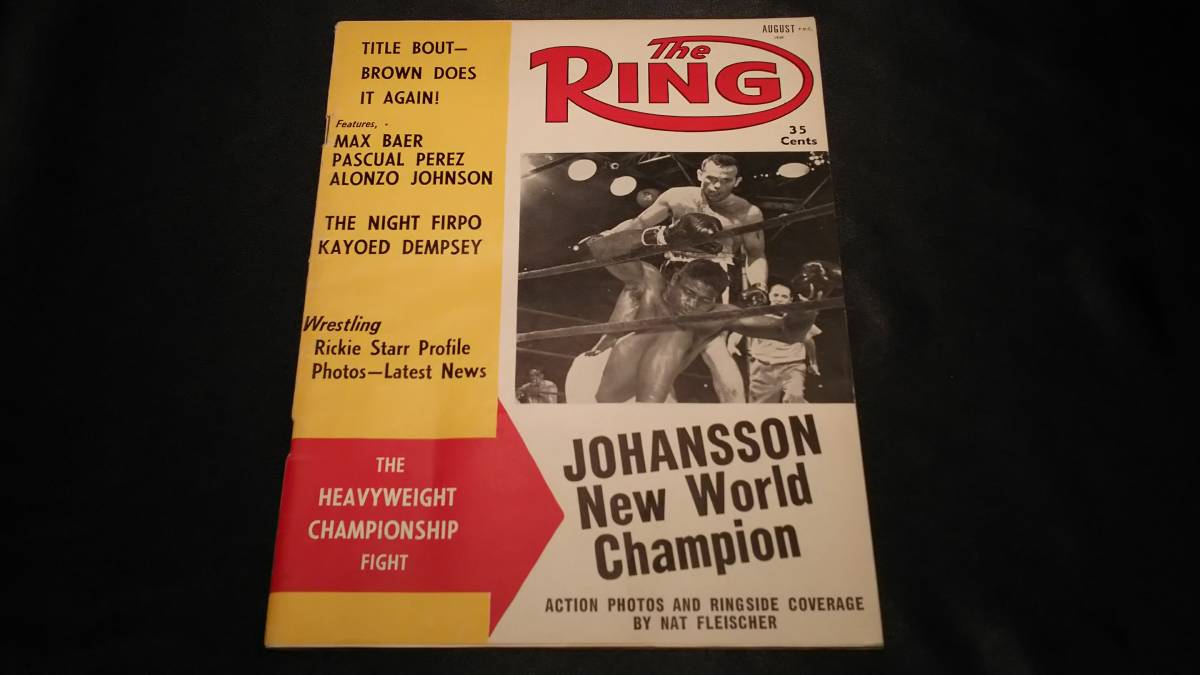 TITLE BOUT—
BROWN DOES
IT AGAIN!
Features,
MAX BAER
PASCUAL PEREZ
ALONZO JOHNSON
THE NIGHT FIRPO
KAYOED DEMPSEY
Wrestling
Rickie Starr Profile
Photos—Latest News
THE
HEAVYWEIGHT
CHAMPIONSHIP
FIGHT
AUGUST
The
RING
35
Cents
JOHANSSON
New World
Champion
ACTION PHOTOS AND RINGSIDE COVERAGE
BY NAT FLEISCHER